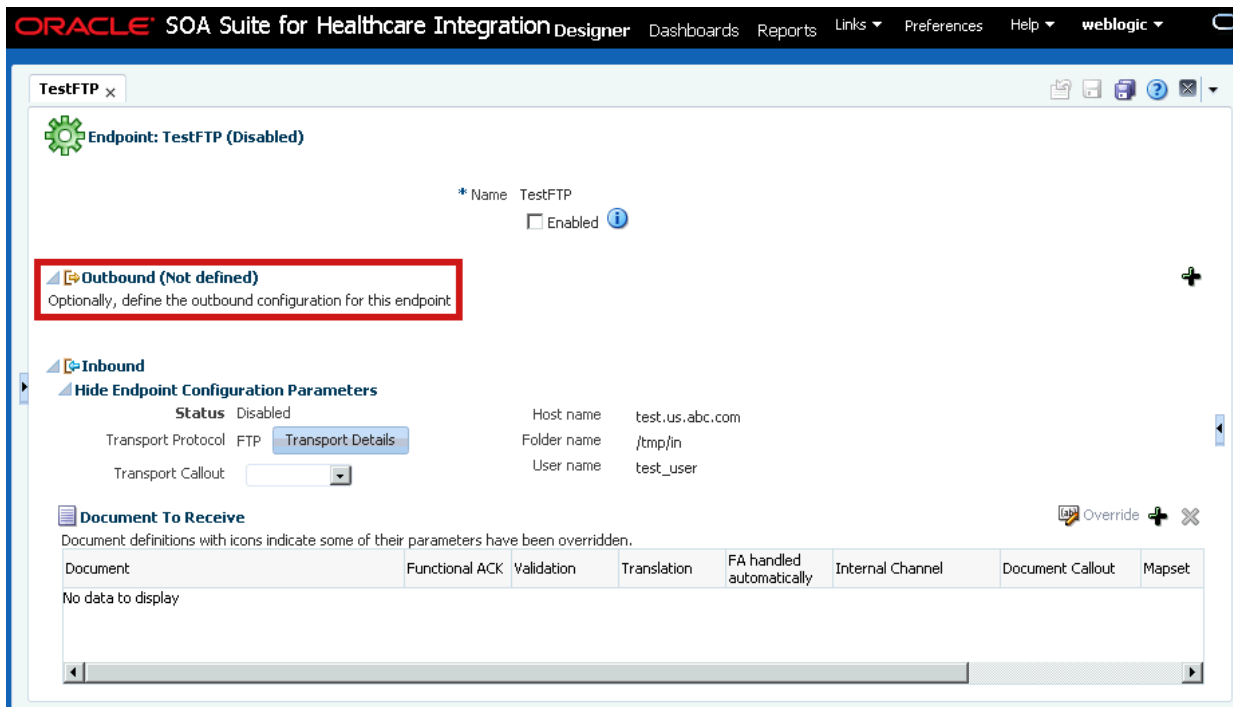 ORACLE SOA Suite for Healthcare Integration Designer Dashboards Reports Links Preferences Help weblogic
TestFTP
Endpoint: TestFTP (Disabled)
* Name TestFTP
Enabled
Outbound (Not defined)
Optionally, define the outbound configuration for this endpoint
Inbound
Hide Endpoint Configuration Parameters
Status Disabled Host name test.us.abc.com
Transport Protocol FTP Transport Details Folder name /tmp/in
Transport Callout User name test_user
Document To Receive Override
Document definitions with icons indicate some of their parameters have been overridden.
Document Functional ACK Validation Translation FA handled automatically Internal Channel Document Callout Mapset
No data to display